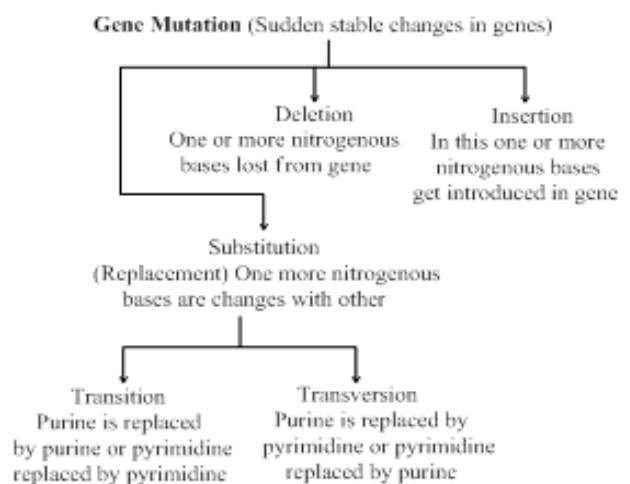 Gene Mutation (Sudden stable changes in genes)
Deletion
One or more nitrogenous
bases lost from gene
Insertion
In this one or more
nitrogenous bases
get introduced in gene
Substitution
(Replacement) One more nitrogenous
bases are changes with other
Transition
Purine is replaced
by purine or pyrimidine
replaced by pyrimidine
Transversion
Purine is replaced by
pyrimidine or pyrimidine
replaced by purine